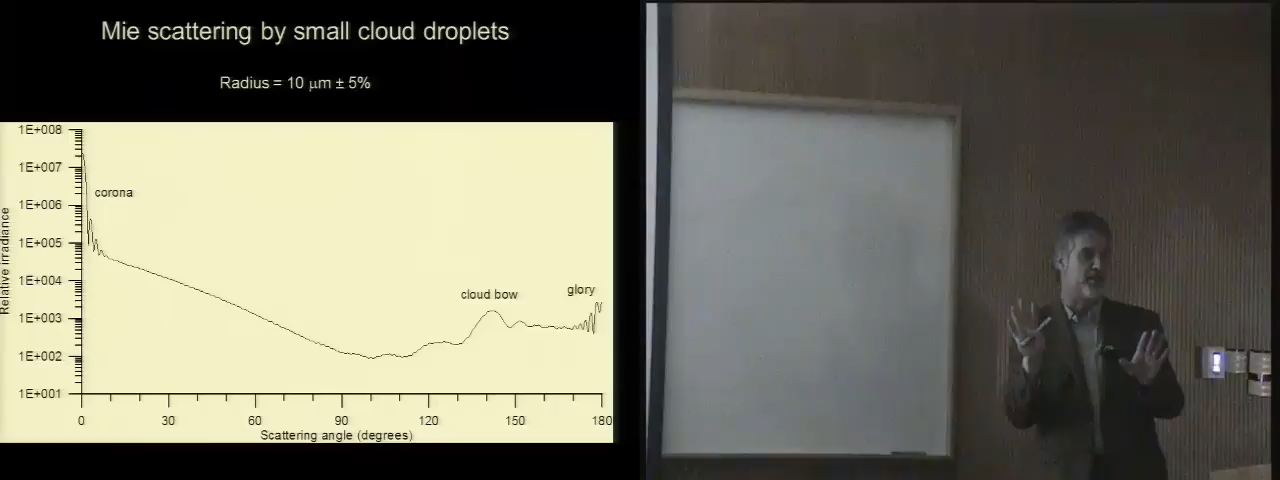 Mie scattering by small cloud droplets
Radius = 10 μm ± 5%
1E+008
1E+007
1E+006
1E+005
1E+004
1E+003
1E+002
1E+001
Relative irradiance
corona
cloud bow
glory
0 30 60 90 120 150 180
Scattering angle (degrees)